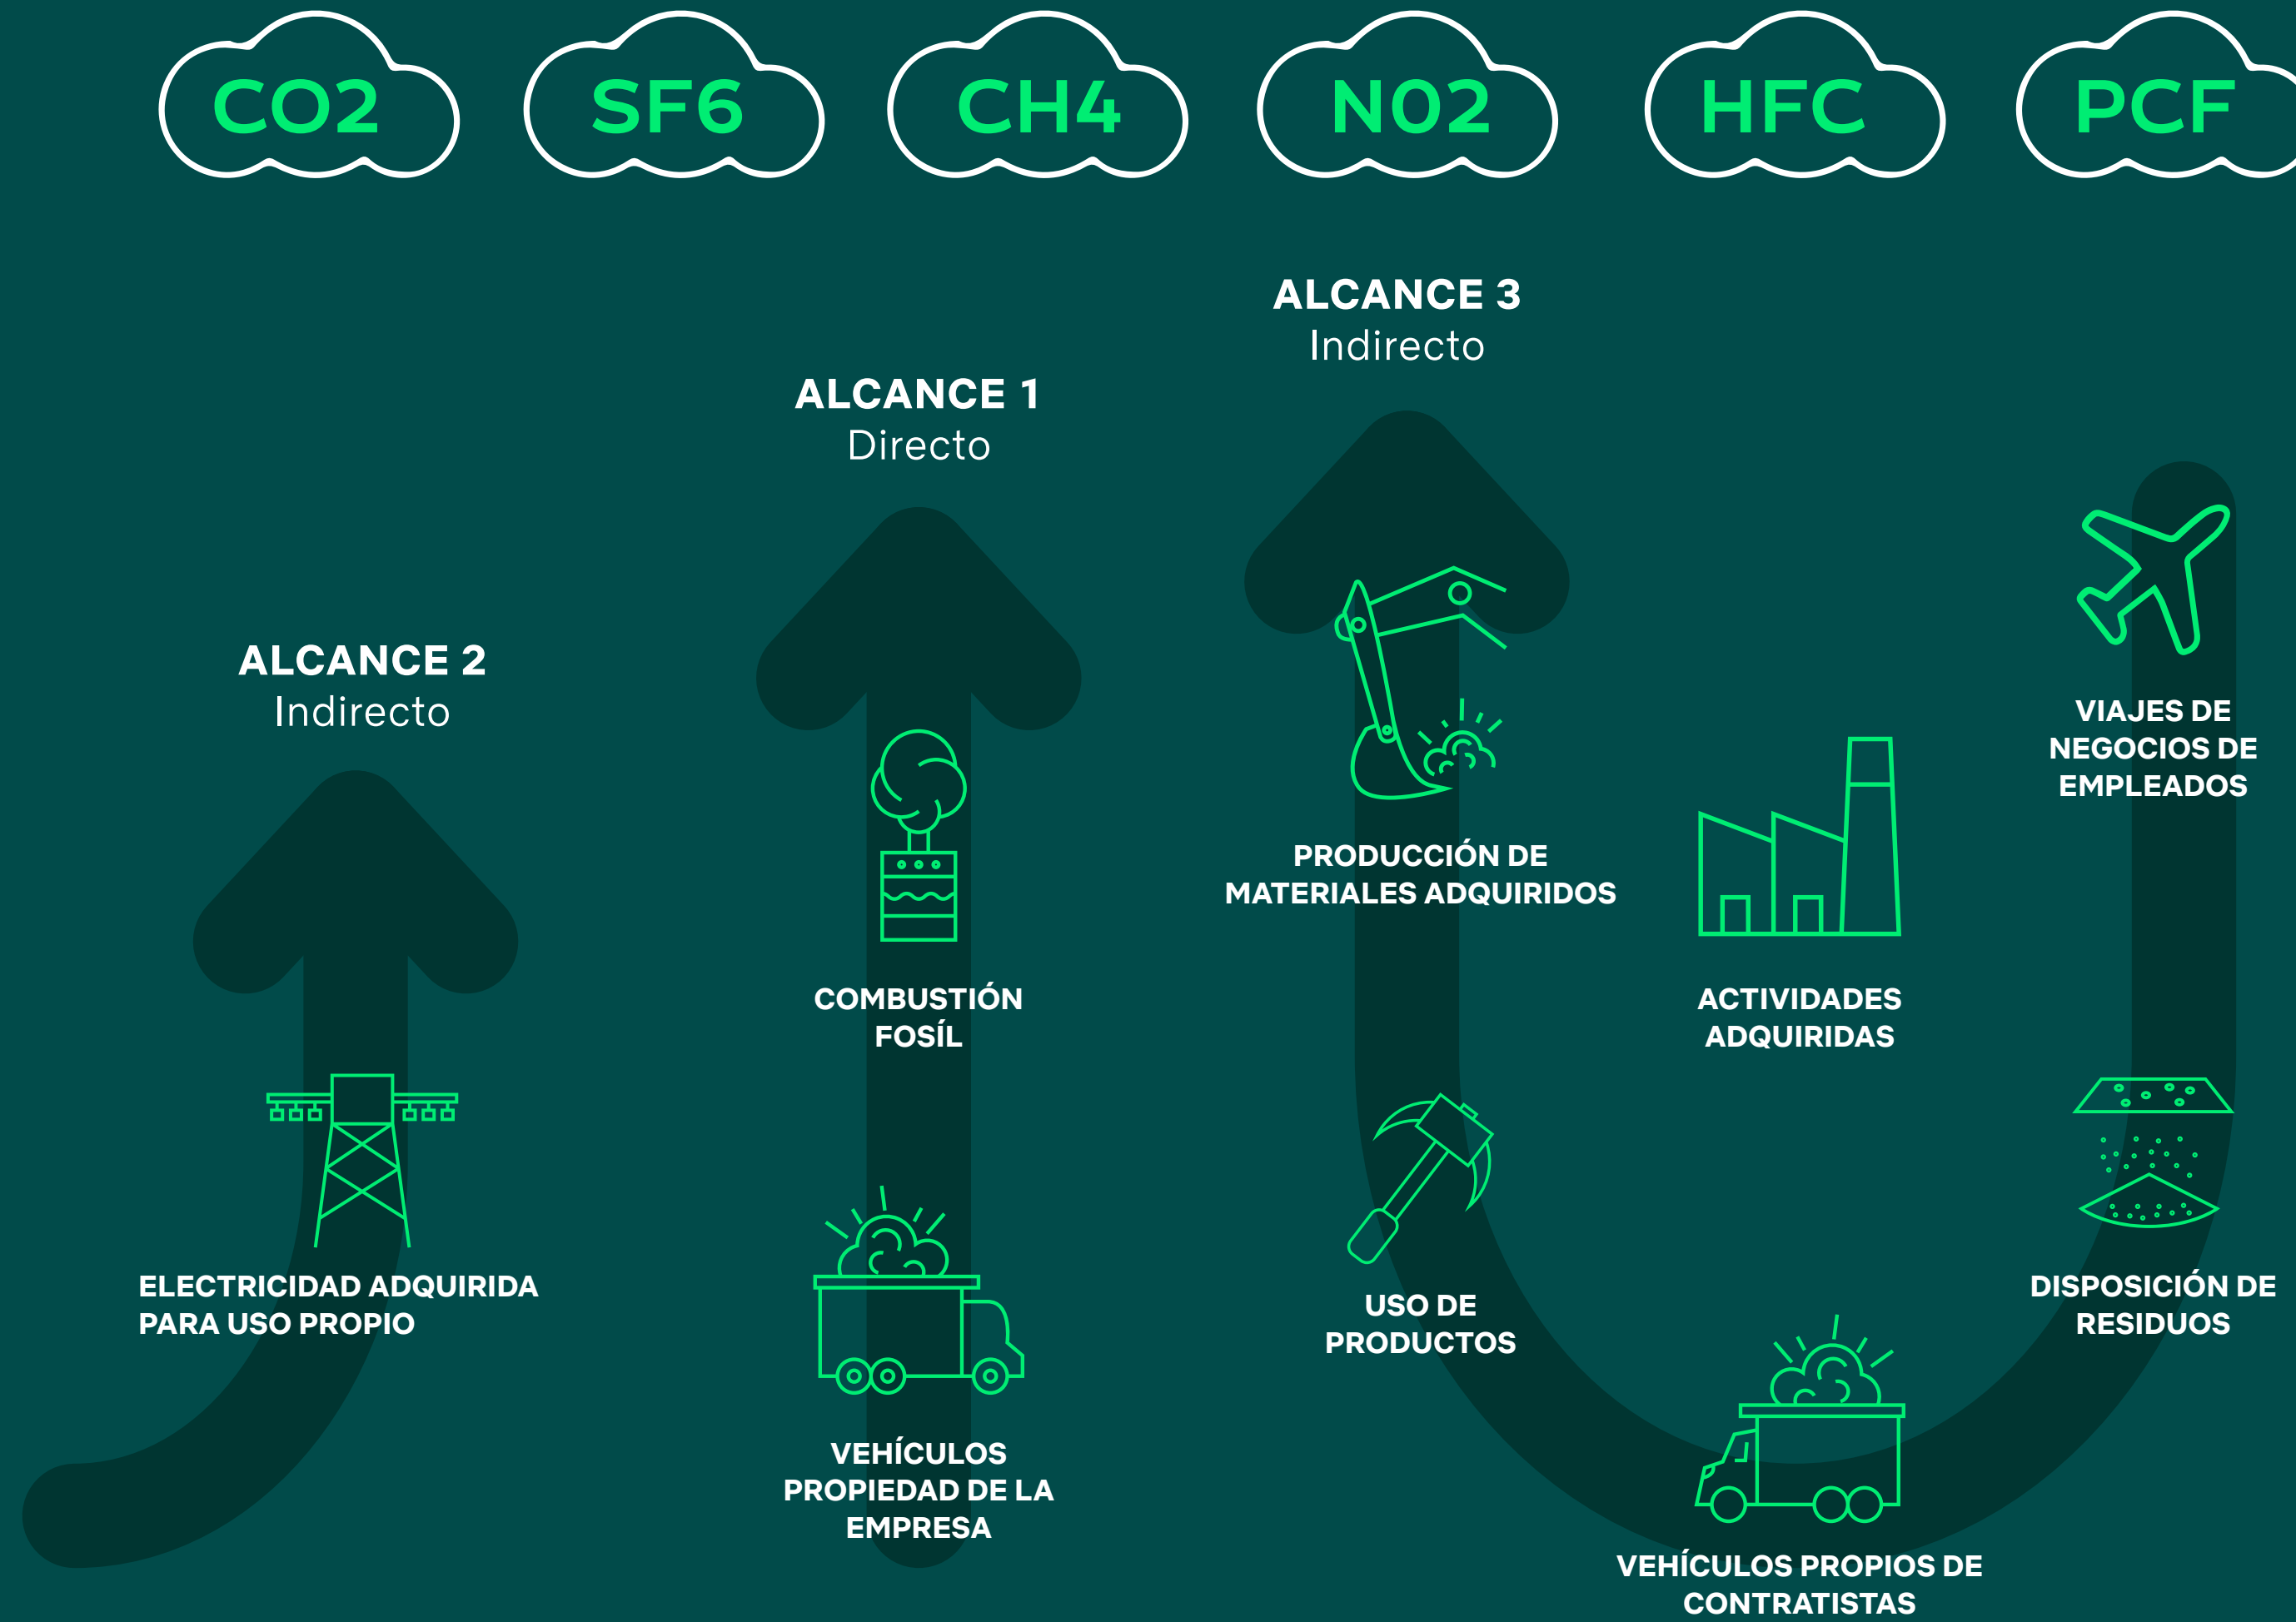 CO2
SF6
CH4
N02
HFC
PCF
ALCANCE 2
Indirecto
ELECTRICIDAD ADQUIRIDA
PARA USO PROPIO
ALCANCE 1
Directo
COMBUSTIÓN
FOSÍL
VEHÍCULOS
PROPIEDAD DE LA
EMPRESA
ALCANCE 3
Indirecto
PRODUCCIÓN DE
MATERIALES ADQUIRIDOS
USO DE
PRODUCTOS
ACTIVIDADES
ADQUIRIDAS
VEHÍCULOS PROPIOS DE
CONTRATISTAS
VIAJES DE
NEGOCIOS DE
EMPLEADOS
DISPOSICIÓN DE
RESIDUOS